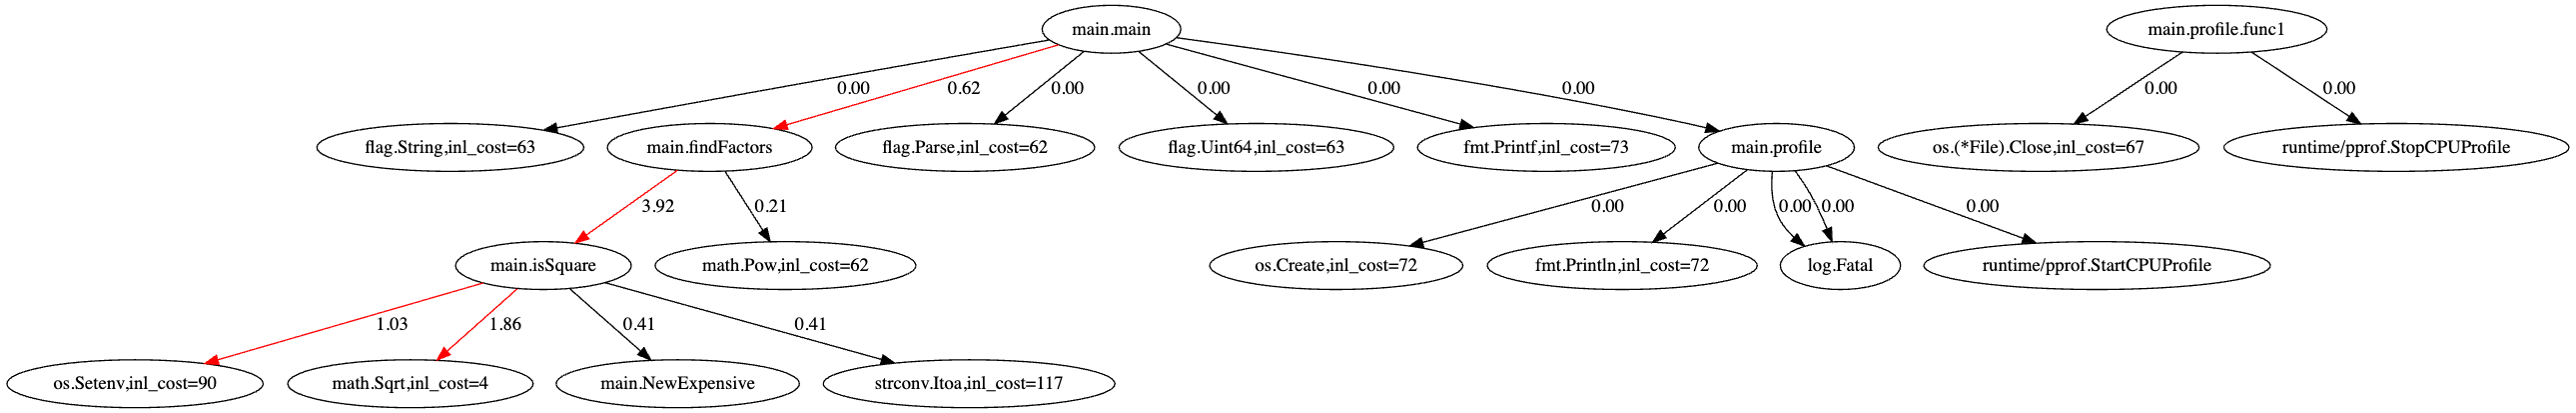 main.main
main.profile.func1
0.00
0.62
0.00
0.00
0.00
0.00
0.00
0.00
flag.String,inl_cost=63
main.findFactors
flag.Parse,inl_cost=62
flag.Uint64,inl_cost=63
fmt.Printf,inl_cost=73
main.profile
os.(*File).Close,inl_cost=67
runtime/pprof.StopCPUProfile
3.92
0.21
0.00
0.00
0.00
0.00
0.00
main.isSquare
math.Pow,inl_cost=62
os.Create,inl_cost=72
fmt.Println,inl_cost=72
log.Fatal
runtime/pprof.StartCPUProfile
1.03
1.86
0.41
0.41
os.Setenv,inl_cost=90
math.Sqrt,inl_cost=4
main.NewExpensive
strconv.Itoa,inl_cost=117